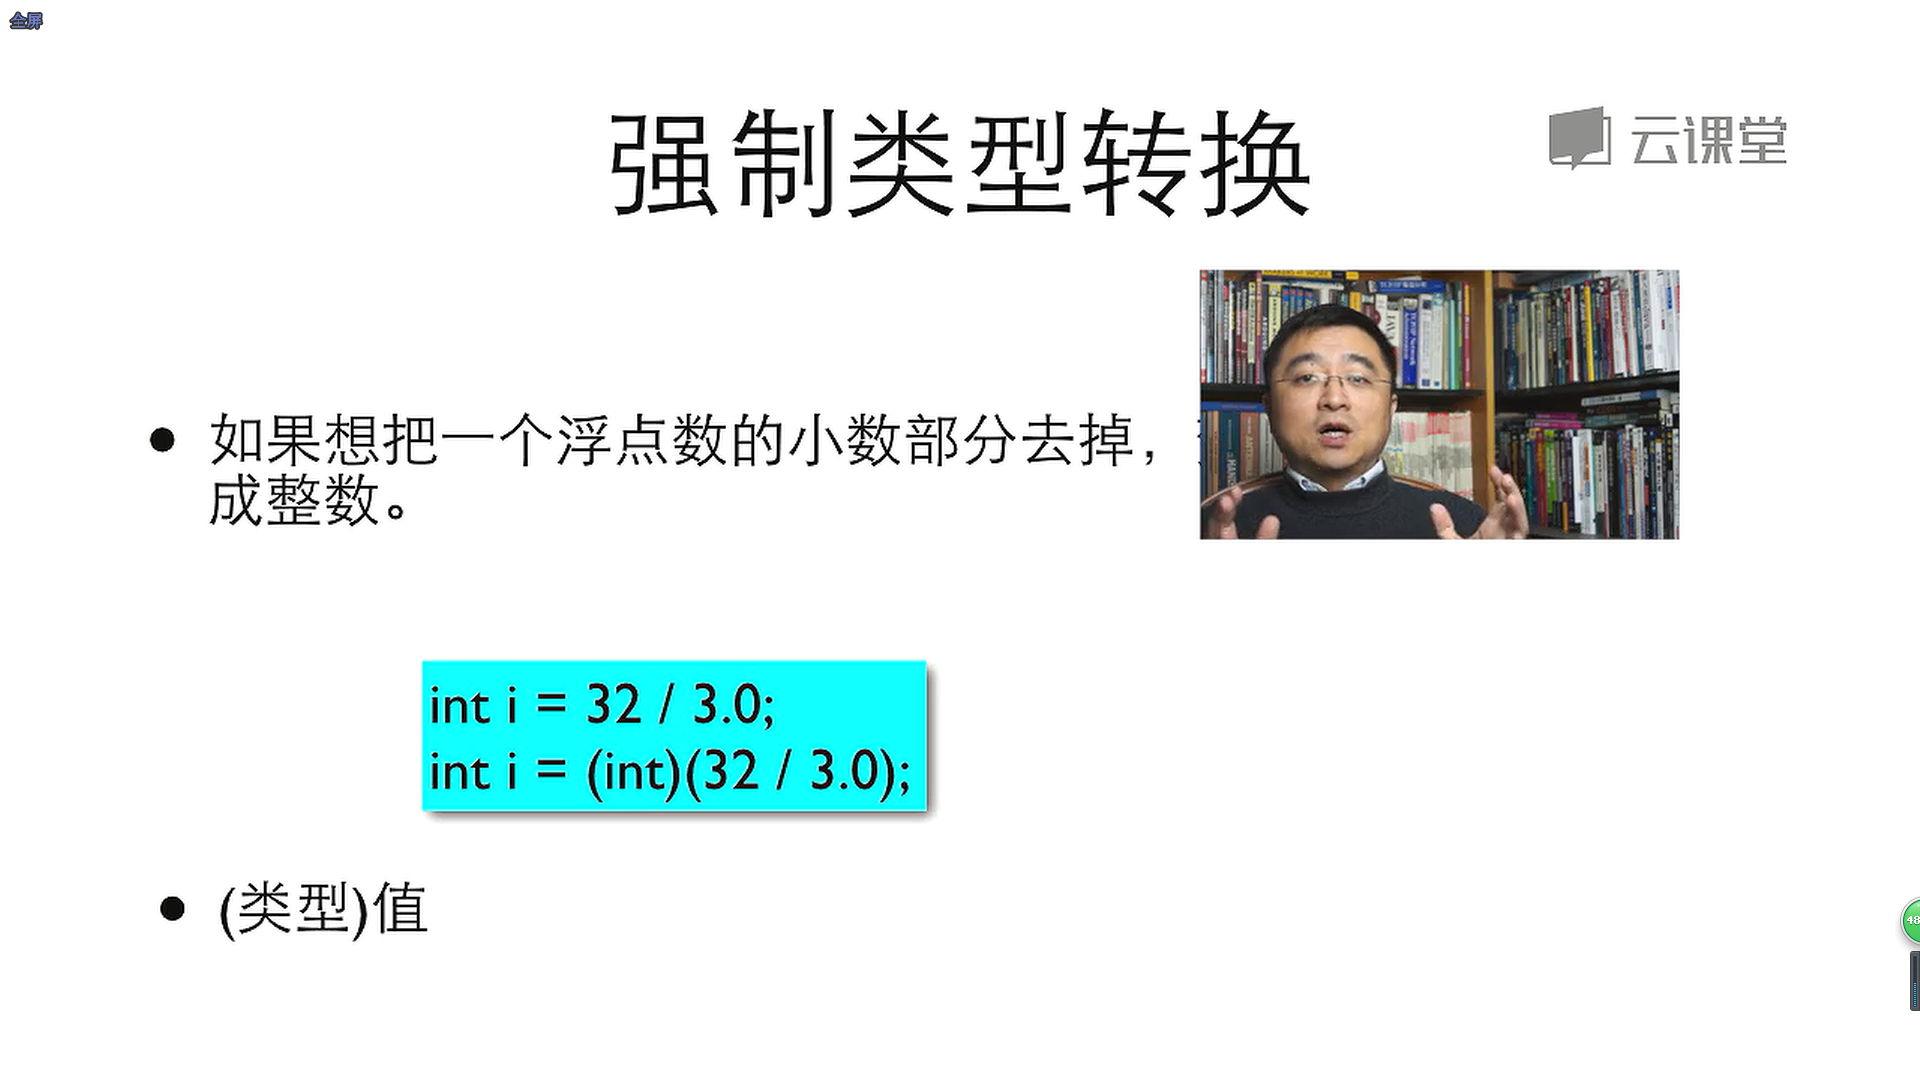 全屏
强制类型转换
云课堂
如果想把一个浮点数的小数部分去掉，
成整数。
int i = 32 / 3.0;
int i = (int)(32 / 3.0);
(类型)值
48